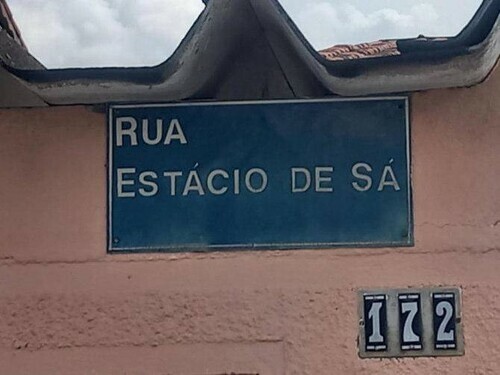 RUA
ESTÁCIO DE SÁ
172